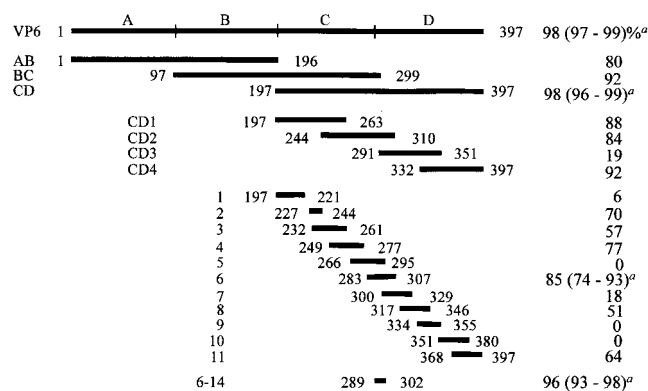 A B C D
VP6 1 397 98 (97 - 99)%a
AB 1 196 80
BC 97 299 92
CD 197 397 98 (96 - 99)a
CD1 197 263 88
CD2 244 310 84
CD3 291 351 19
CD4 332 397 92
1 197 221 6
2 227 244 70
3 232 261 57
4 249 277 77
5 266 295 0
6 283 307 85 (74 - 93)a
7 300 329 18
8 317 346 51
9 334 355 0
10 351 380 0
11 368 397 64
6-14 289 302 96 (93 - 98)a